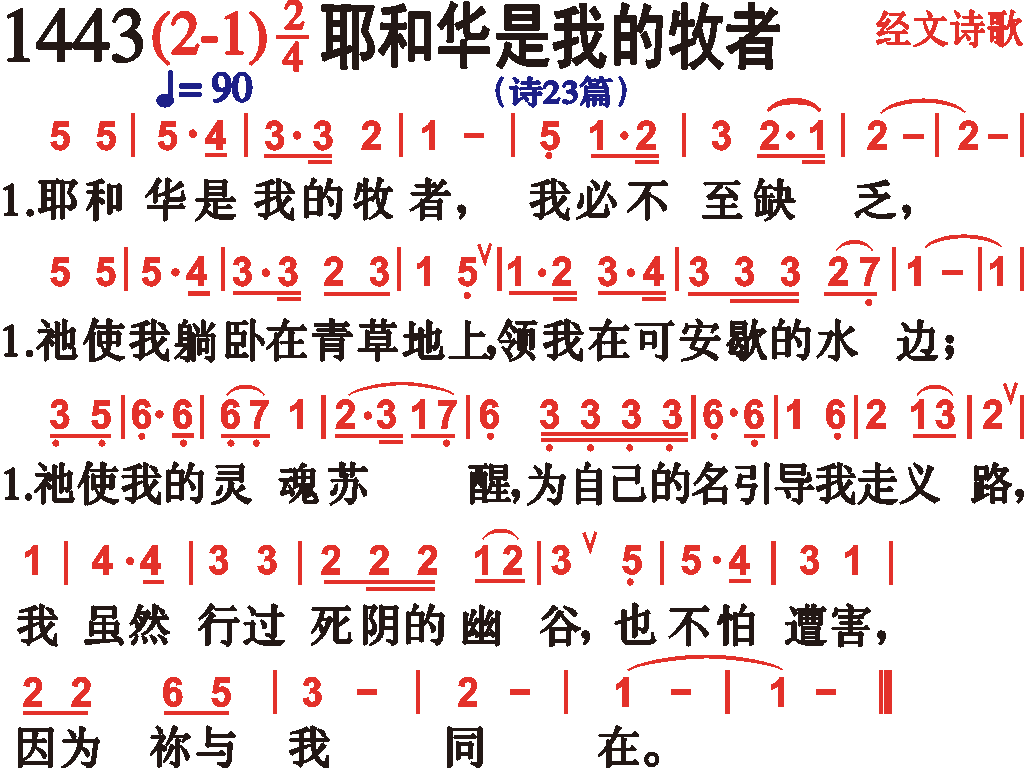 1443(2-1) 2/4 耶和华是我的牧者 经文诗歌
♩= 90 （诗23篇）
5 5 | 5·4 | 3·3 2 | 1 - | 5̣ 1·2 | 3 2·1 | 2 - | 2 - |
1.耶和 华是 我的牧者， 我必不 至缺 乏，
5 5 | 5·4 | 3·3 2 3 | 1 5̣ ∨ | 1·2 3·4 | 3 3 3 2 7̣ | 1 - | 1 |
1.祂使我躺卧在青草地上,领我在可安歇的水 边；
3̣ 5̣ | 6̣·6̣ | 6̣ 7̣ 1 | 2·3 1 7̣ | 6̣ 3̣ 3̣ 3̣ 3̣ | 6̣·6̣ | 1 6̣ | 2 1 3 | 2 ∨ |
1.祂使我的灵 魂苏 醒,为自己的名引导我走义 路，
1 | 4·4 | 3 3 | 2 2 2 1 2 | 3 ∨ 5̣ | 5·4 | 3 1 |
我 虽然 行过 死阴的幽 谷，也不怕 遭害，
2 2 6 5 | 3 - | 2 - | 1 - | 1 - ‖
因为 祢与 我 同 在。